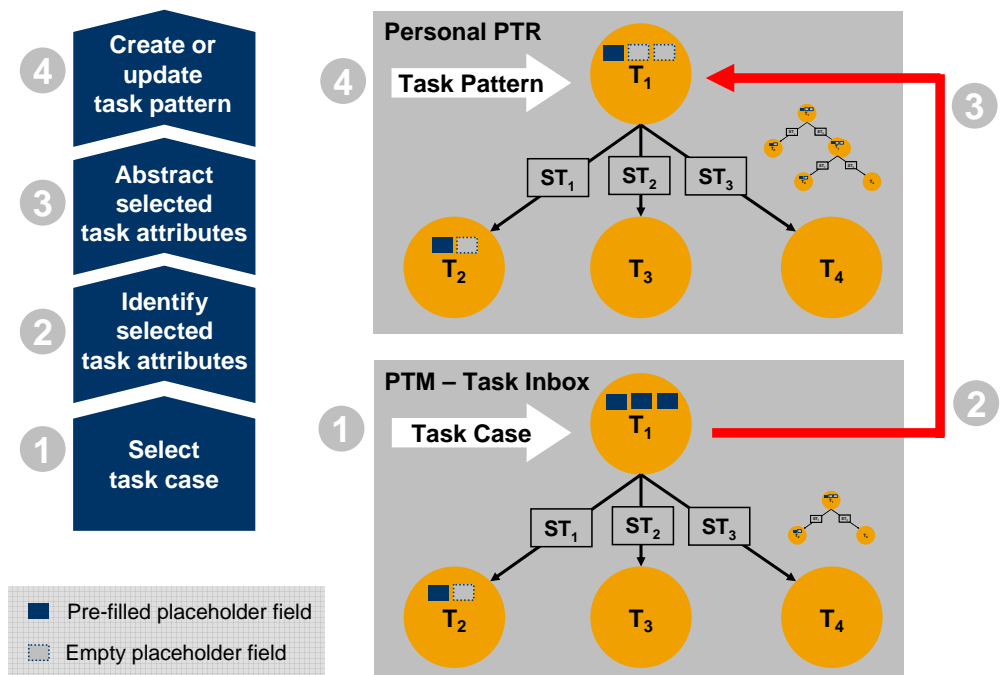 4
Create or
update
task pattern
3
Abstract
selected
task attributes
2
Identify
selected
task attributes
1
Select
task case
Pre-filled placeholder field
Empty placeholder field
Personal PTR
4
Task Pattern
T1
3
ST1
ST2
ST3
T2
T3
T4
PTM – Task Inbox
1
Task Case
T1
2
ST1
ST2
ST3
T2
T3
T4